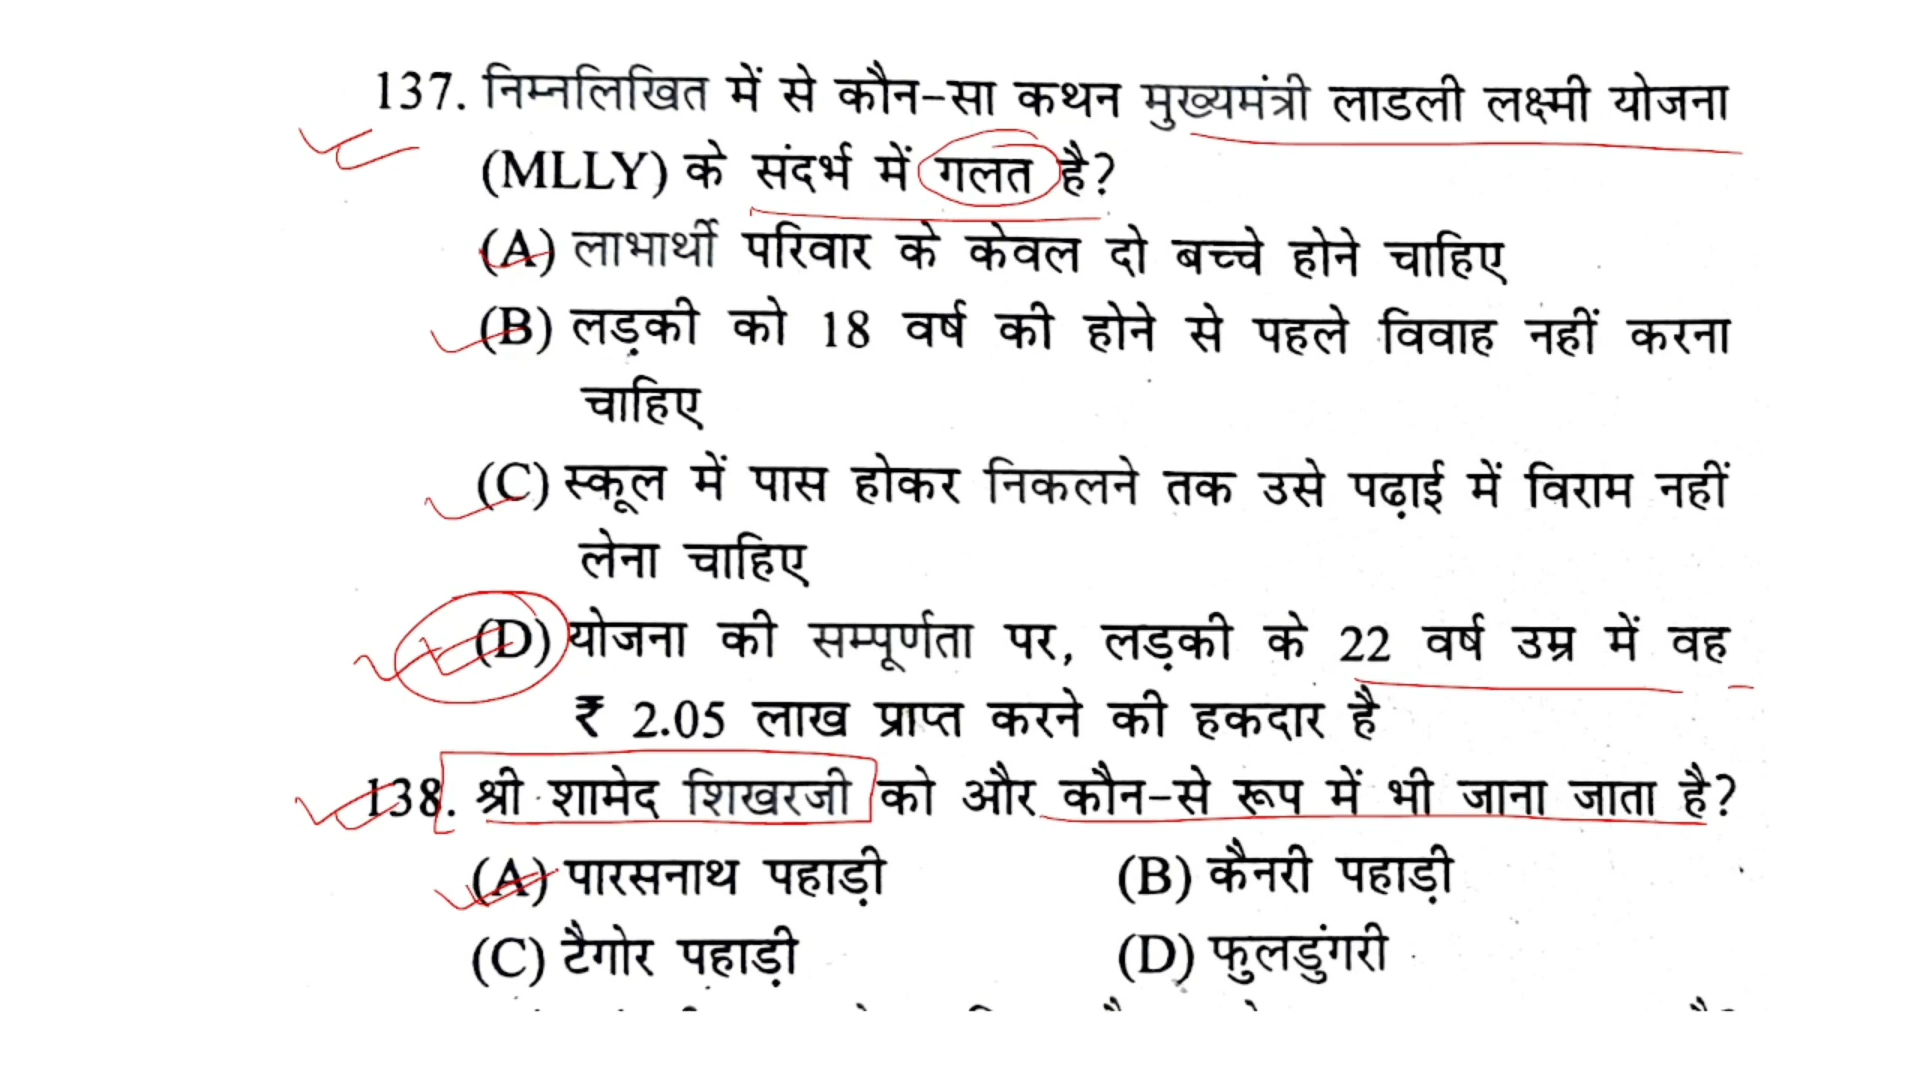 137. निम्नलिखित में से कौन-सा कथन मुख्यमंत्री लाडली लक्ष्मी योजना
(MLLY) के संदर्भ में गलत है?
(A) लाभार्थी परिवार के केवल दो बच्चे होने चाहिए
(B) लड़की को 18 वर्ष की होने से पहले विवाह नहीं करना
चाहिए
(C) स्कूल में पास होकर निकलने तक उसे पढ़ाई में विराम नहीं
लेना चाहिए
(D) योजना की सम्पूर्णता पर, लड़की के 22 वर्ष उम्र में वह
₹ 2.05 लाख प्राप्त करने की हकदार है
138. श्री शामेद शिखरजी को और कौन-से रूप में भी जाना जाता है?
(A) पारसनाथ पहाड़ी (B) कैनरी पहाड़ी
(C) टैगोर पहाड़ी (D) फुलडुंगरी